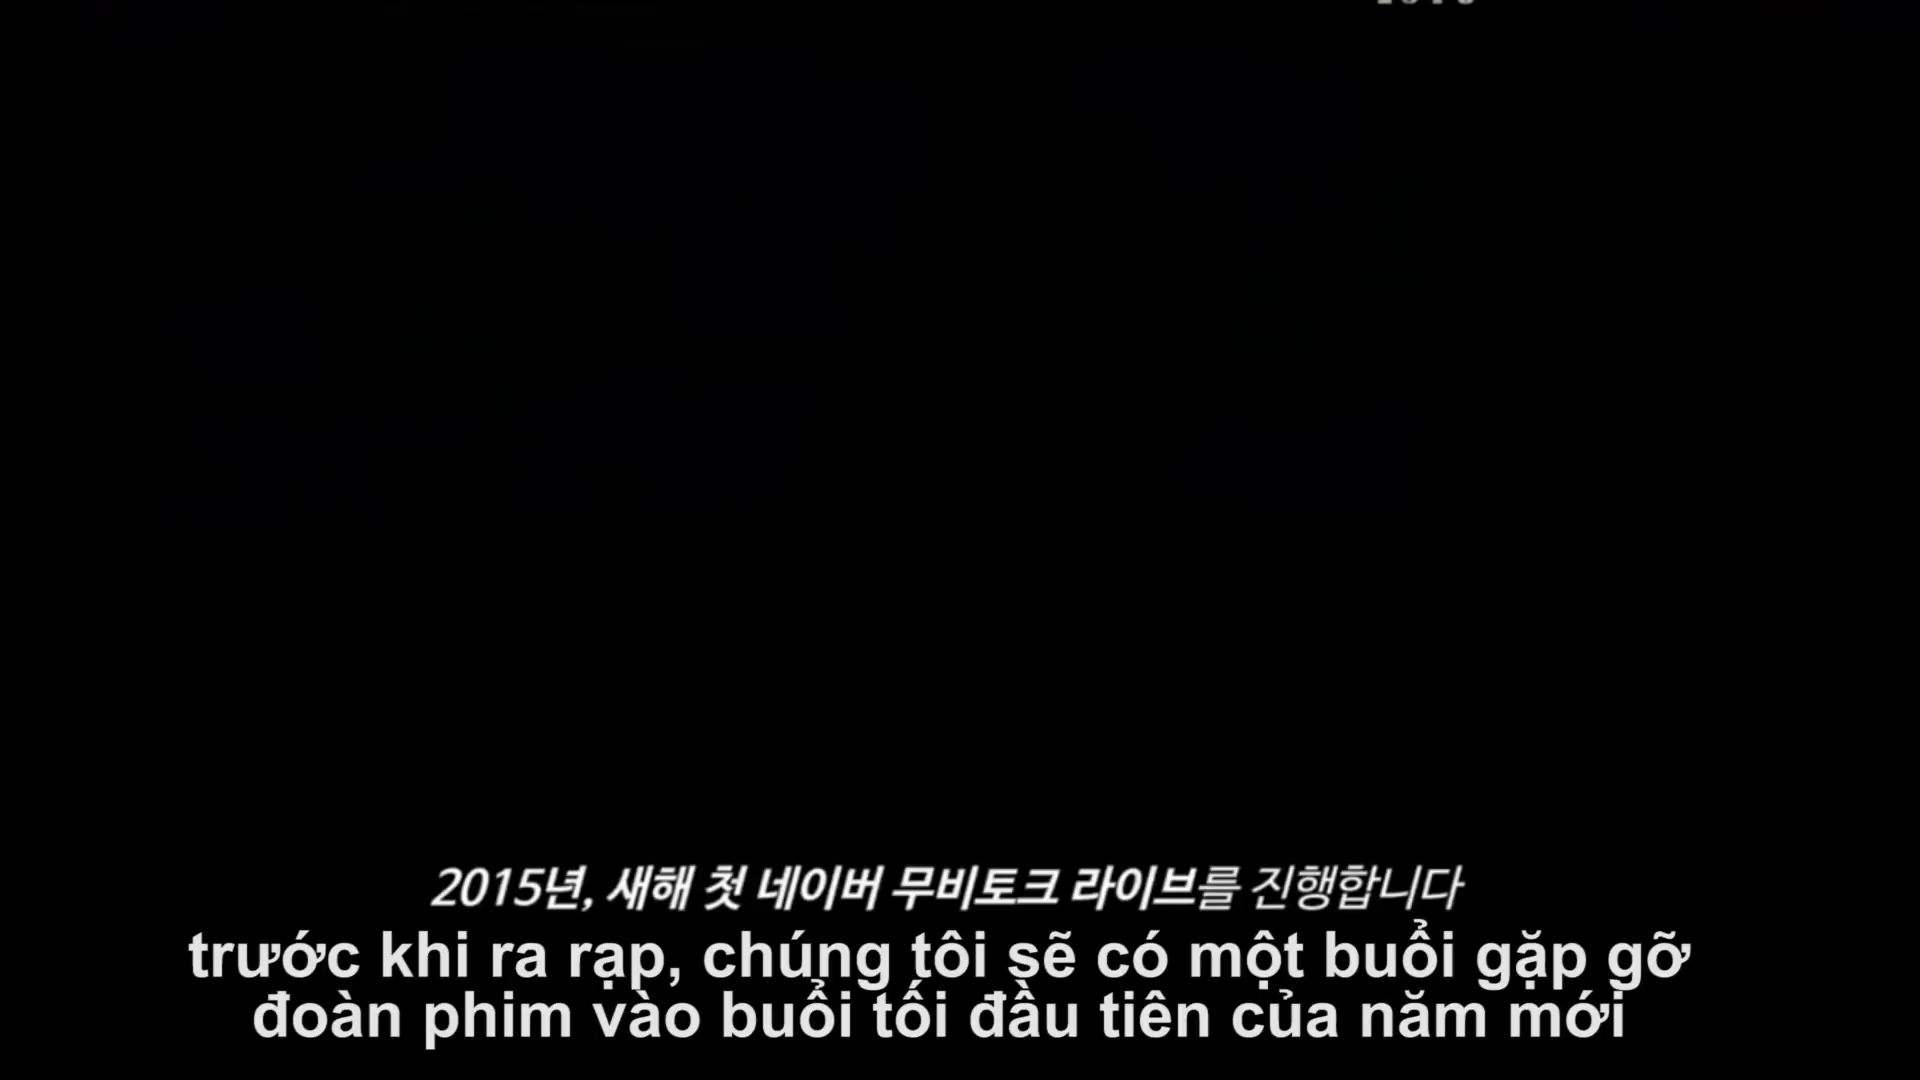 2015년, 새해 첫 네이버 무비토크 라이브를 진행합니다
trước khi ra rạp, chúng tôi sẽ có một buổi gặp gỡ
đoàn phim vào buổi tối đầu tiên của năm mới